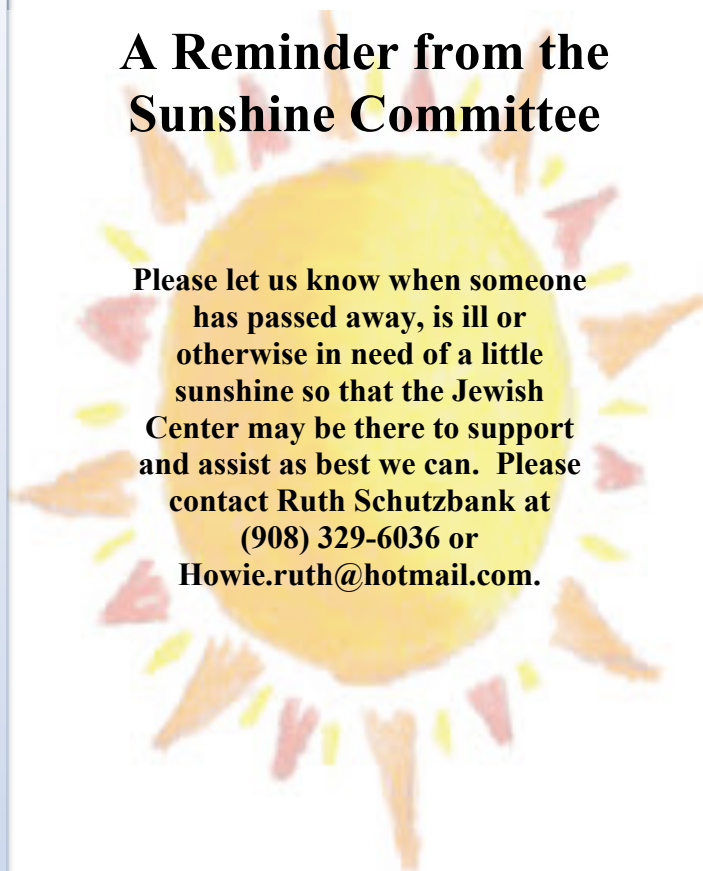 A Reminder from the
Sunshine Committee
Please let us know when someone
has passed away, is ill or
otherwise in need of a little
sunshine so that the Jewish
Center may be there to support
and assist as best we can.  Please
contact Ruth Schutzbank at
(908) 329-6036 or
Howie.ruth@hotmail.com.